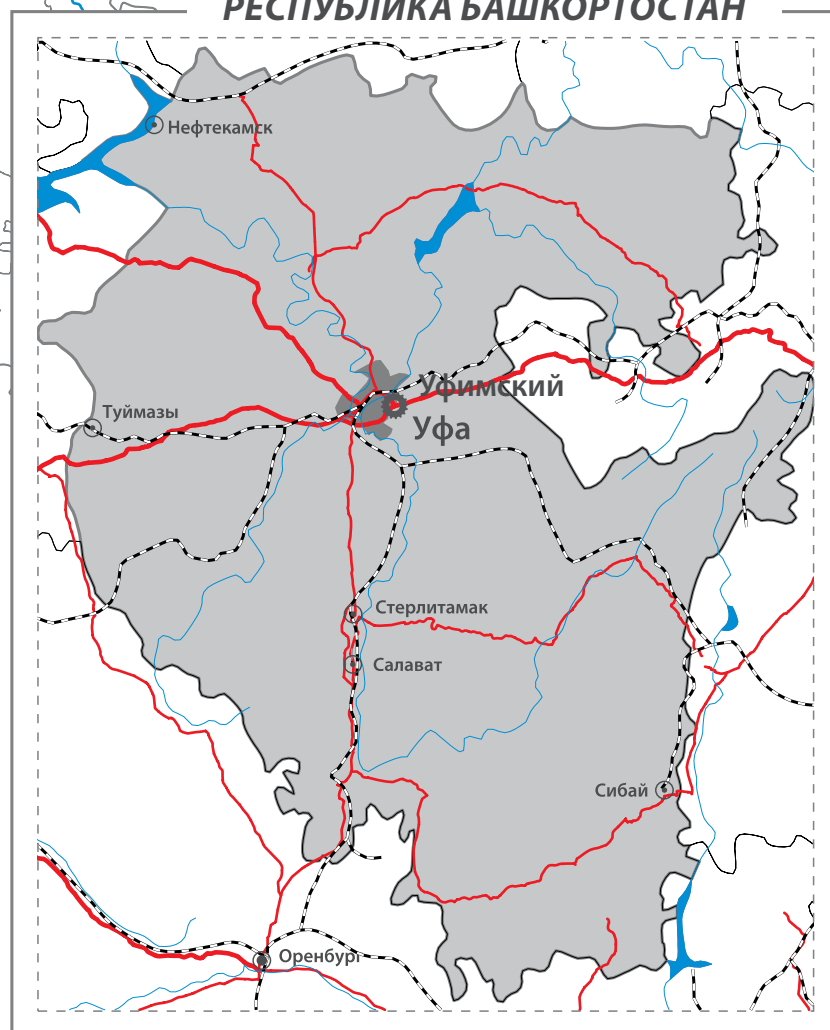 РЕСПУБЛИКА БАШКОРТОСТАН
Нефтекамск
Уфимский
Туймазы
Уфа
Стерлитамак
Салават
Сибай
Оренбург